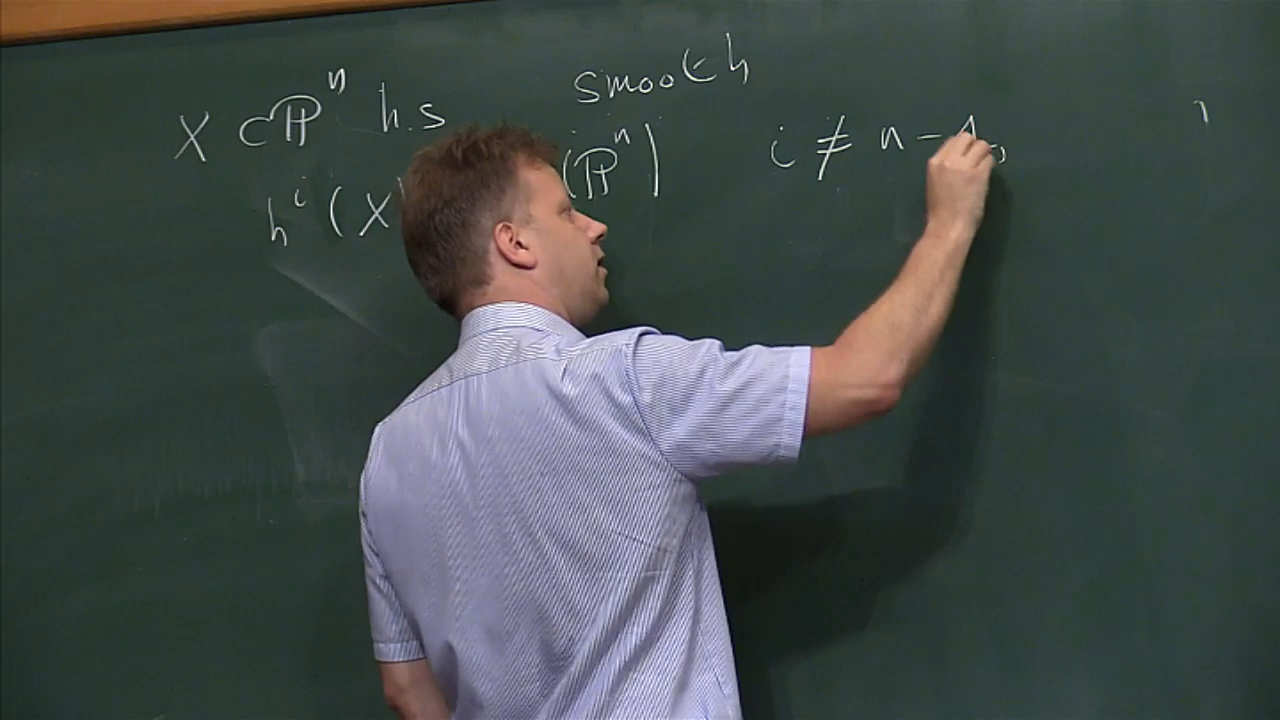 X ⊂ ℙⁿ h.s smooth
hⁱ(X (ℙⁿ) i ≠ n - 1